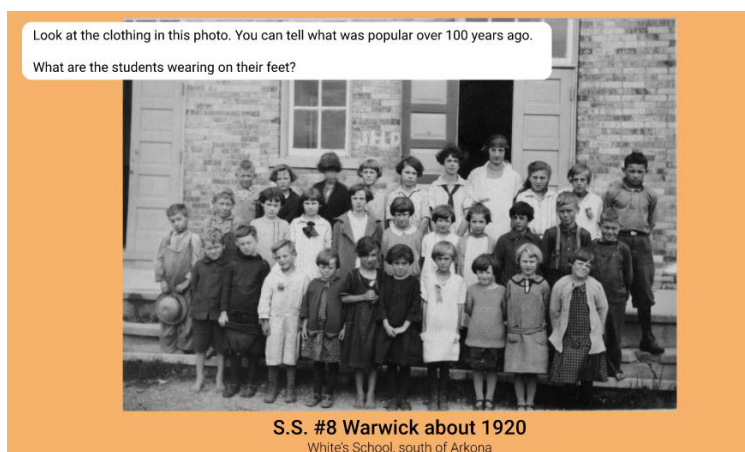 Look at the clothing in this photo. You can tell what was popular over 100 years ago.
What are the students wearing on their feet?
S.S. #8 Warwick about 1920
White's School, south of Arkona